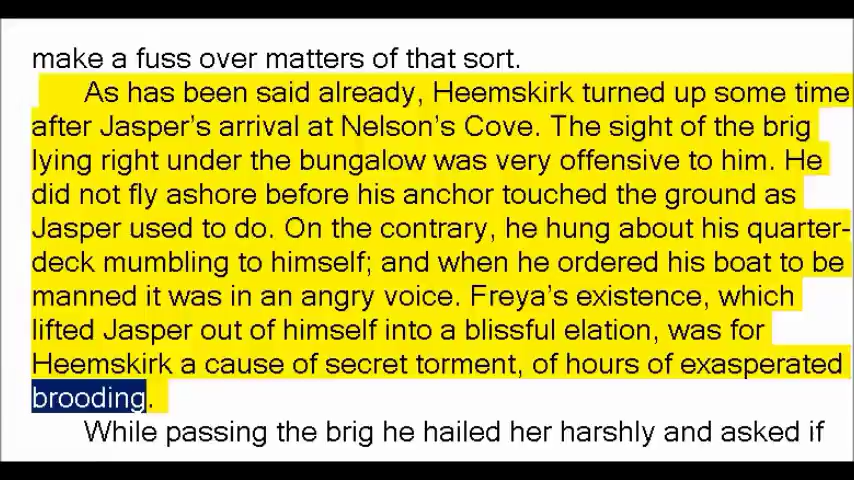 make a fuss over matters of that sort.
As has been said already, Heemskirk turned up some time
after Jasper's arrival at Nelson's Cove. The sight of the brig
lying right under the bungalow was very offensive to him. He
did not fly ashore before his anchor touched the ground as
Jasper used to do. On the contrary, he hung about his quarter-
deck mumbling to himself; and when he ordered his boat to be
manned it was in an angry voice. Freya's existence, which
lifted Jasper out of himself into a blissful elation, was for
Heemskirk a cause of secret torment, of hours of exasperated
brooding.
While passing the brig he hailed her harshly and asked if